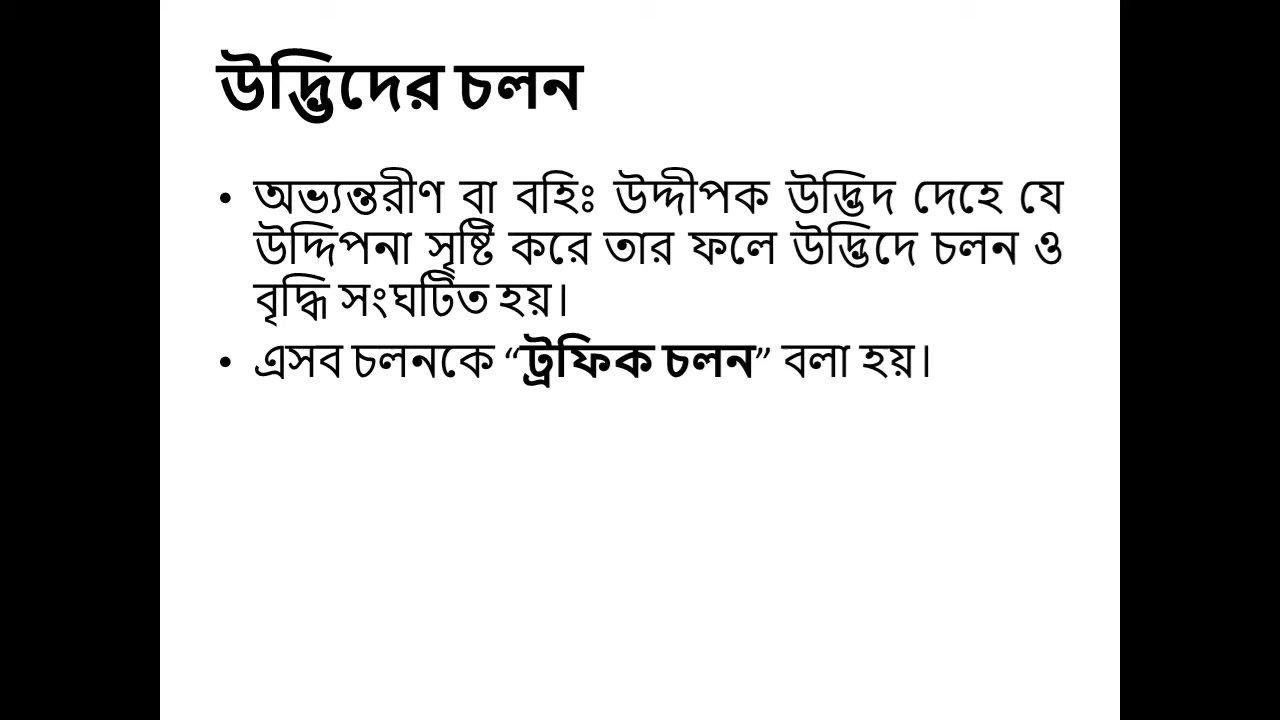 উদ্ভিদের চলন
• অভ্যন্তরীণ বা বহিঃ উদ্দীপক উদ্ভিদ দেহে যে
উদ্দিপনা সৃষ্টি করে তার ফলে উদ্ভিদে চলন ও
বৃদ্ধি সংঘটিত হয়।
• এসব চলনকে “ট্রফিক চলন” বলা হয়।